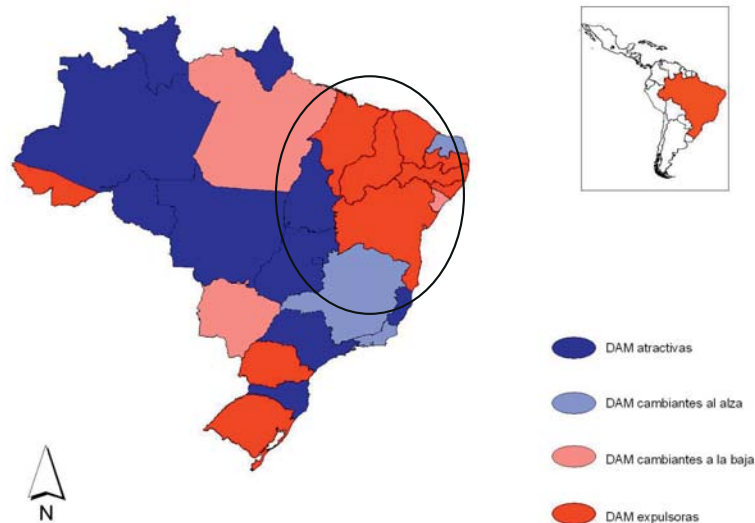 DAM atractivas
DAM cambiantes al alza
DAM cambiantes a la baja
DAM expulsoras
N